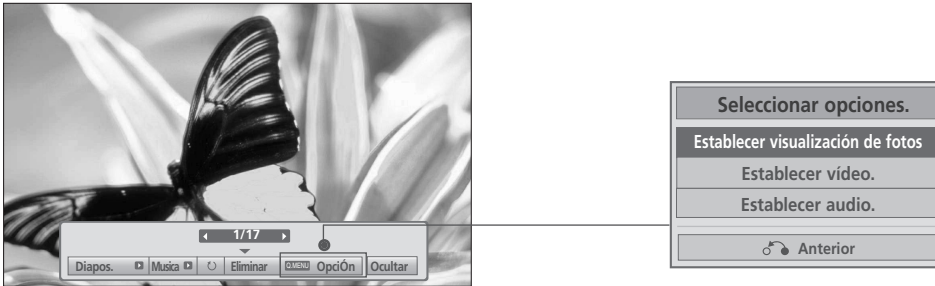 1/17
Diapos. Musica Eliminar Q.MENU OpciÓn Ocultar
Seleccionar opciones.
Establecer visualización de fotos
Establecer vídeo.
Establecer audio.
Anterior